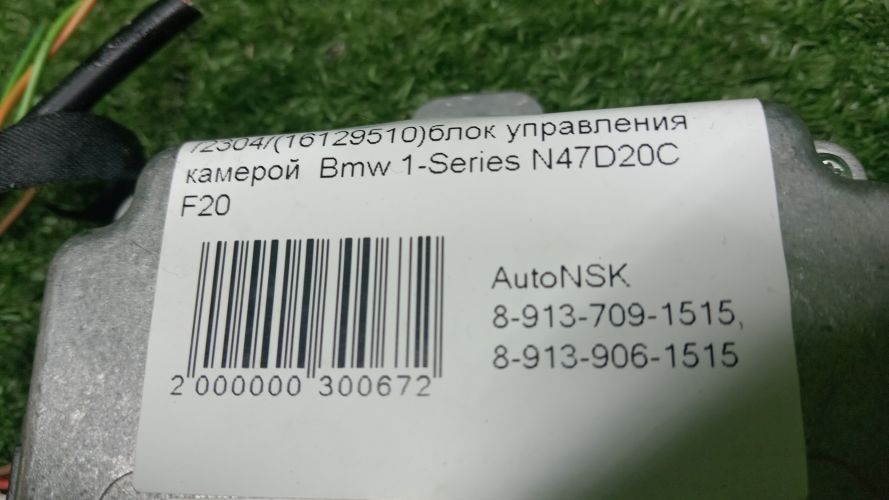 72304/(16129510)блок управления
камерой Bmw 1-Series N47D20C
F20
AutoNSK
8-913-709-1515,
8-913-906-1515
2 000000 300672